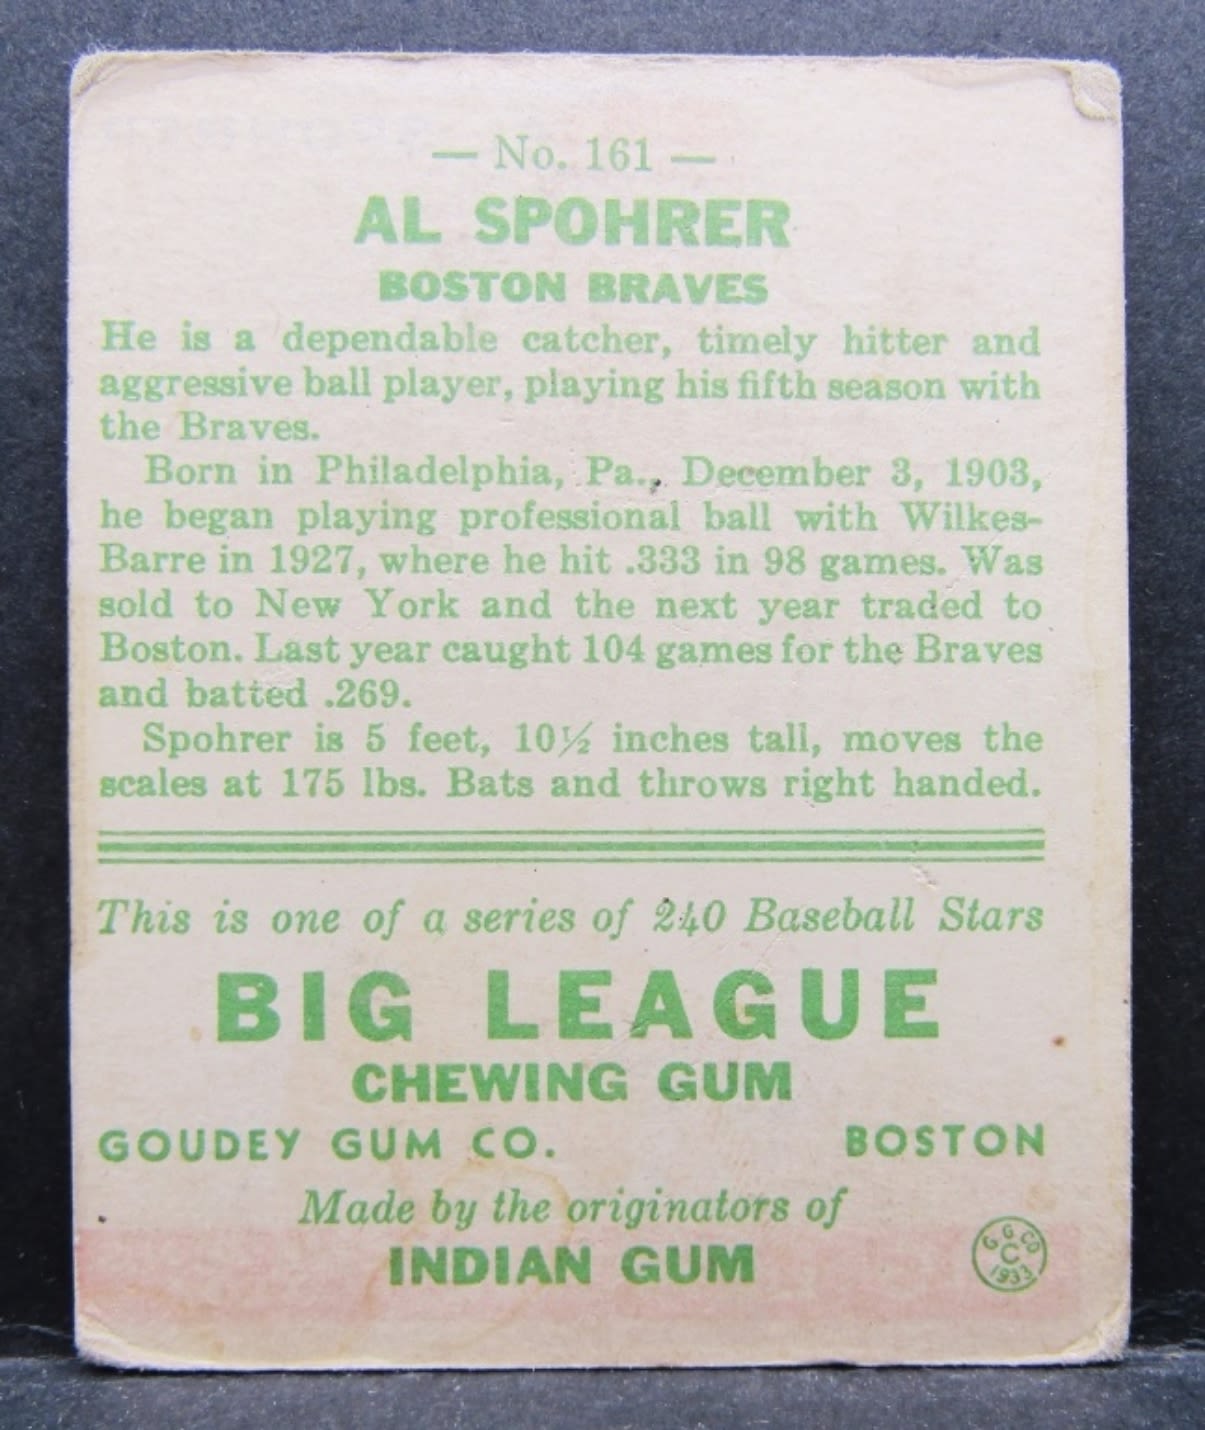 — No. 161 —
AL SPOHRER
BOSTON BRAVES
He is a dependable catcher, timely hitter and
aggressive ball player, playing his fifth season with
the Braves.
Born in Philadelphia, Pa., December 3, 1903,
he began playing professional ball with Wilkes-
Barre in 1927, where he hit .333 in 98 games. Was
sold to New York and the next year traded to
Boston. Last year caught 104 games for the Braves
and batted .269.
Spohrer is 5 feet, 10½ inches tall, moves the
scales at 175 lbs. Bats and throws right handed.
This is one of a series of 240 Baseball Stars
BIG LEAGUE
CHEWING GUM
GOUDEY GUM CO. BOSTON
Made by the originators of
INDIAN GUM
G G CO
C
1933